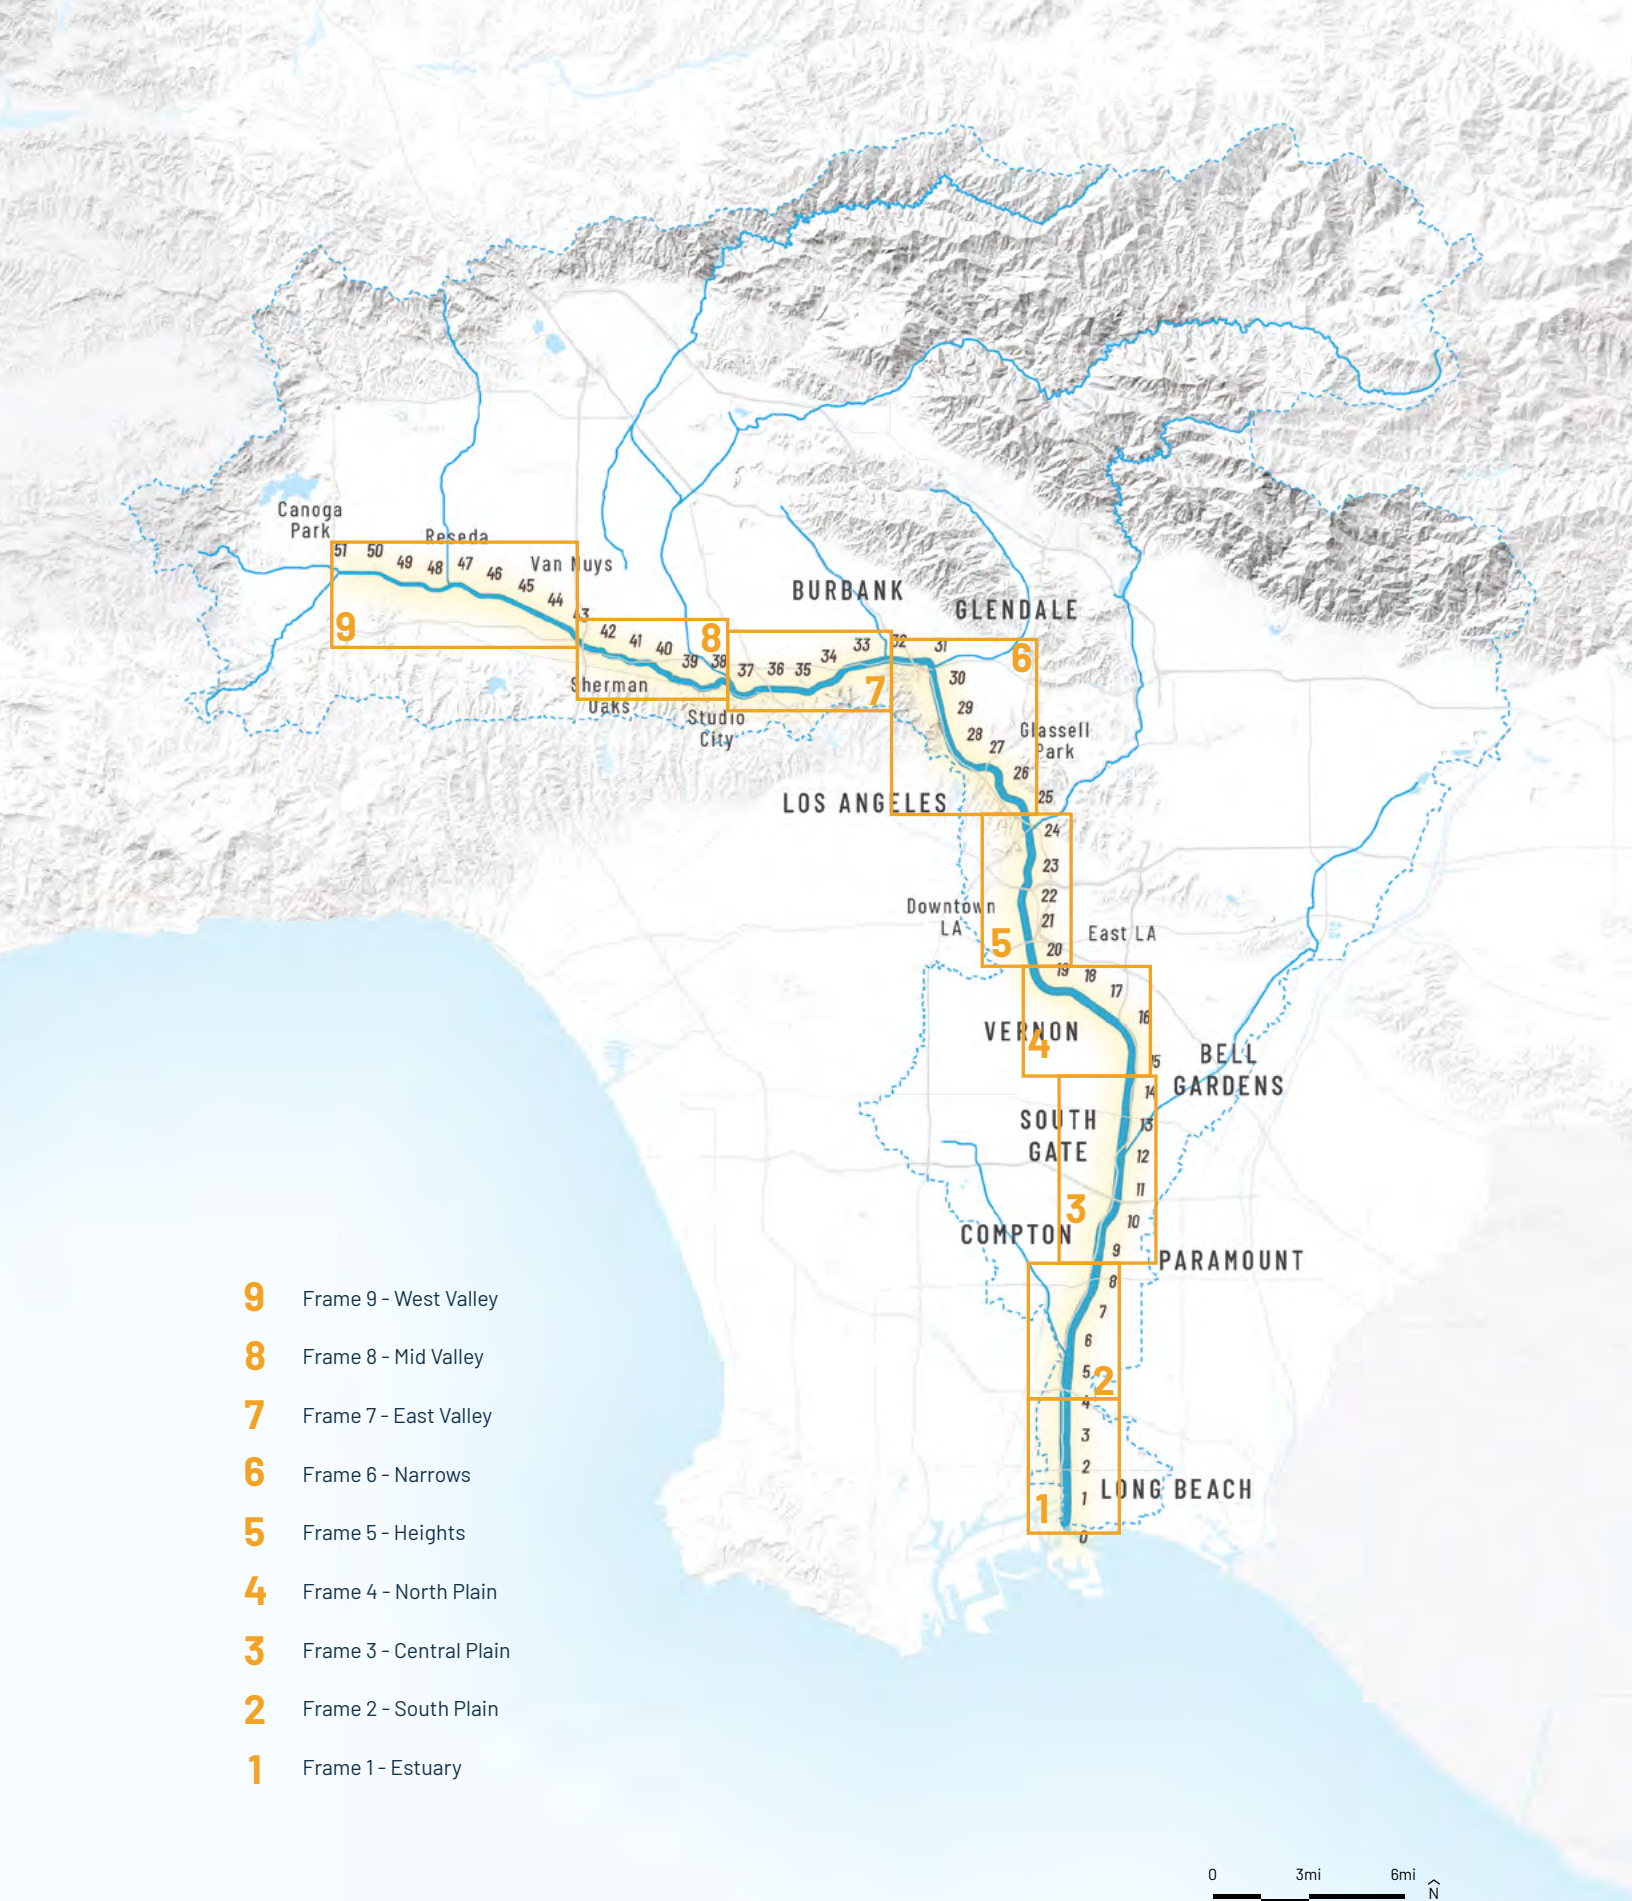 Canoga
Park
Reseda
51
50
49
48
47
46
45
44
43
Van Nuys
9
BURBANK
GLENDALE
42
41
40
39
38
8
37
36
35
34
33
32
31
7
6
30
29
28
27
26
25
Sherman
Oaks
Studio
City
Glassell
Park
LOS ANGELES
24
23
22
21
20
Downtown
LA
5
East LA
19
18
17
16
15
VERNON
4
BELL
GARDENS
14
13
12
11
10
9
SOUTH
GATE
3
COMPTON
PARAMOUNT
8
7
6
5
2
4
3
2
1
LONG BEACH
1
0
9 Frame 9 - West Valley
8 Frame 8 - Mid Valley
7 Frame 7 - East Valley
6 Frame 6 - Narrows
5 Frame 5 - Heights
4 Frame 4 - North Plain
3 Frame 3 - Central Plain
2 Frame 2 - South Plain
1 Frame 1 - Estuary
0 3mi 6mi
N